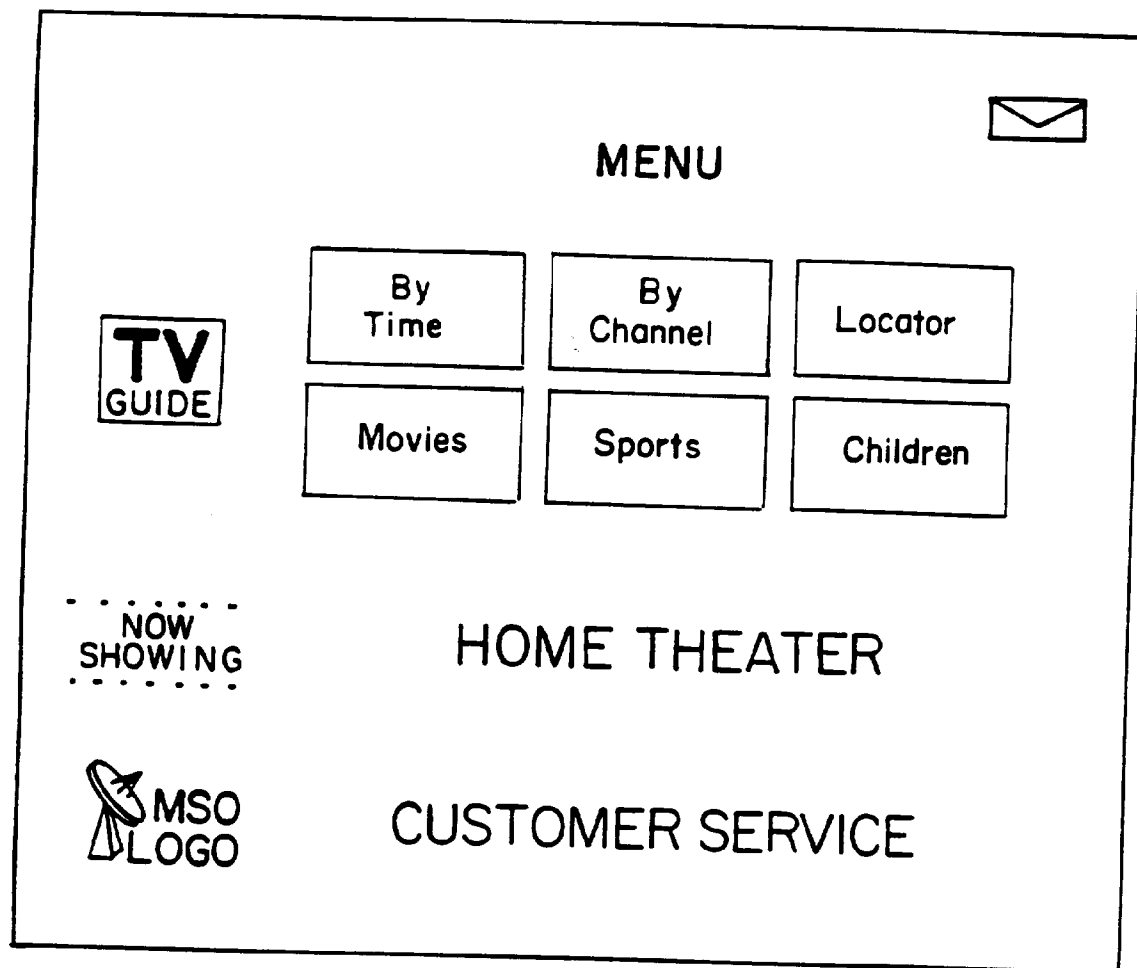 MENU
TV
GUIDE
By
Time
By
Channel
Locator
Movies
Sports
Children
NOW
SHOWING
HOME THEATER
MSO
LOGO
CUSTOMER SERVICE